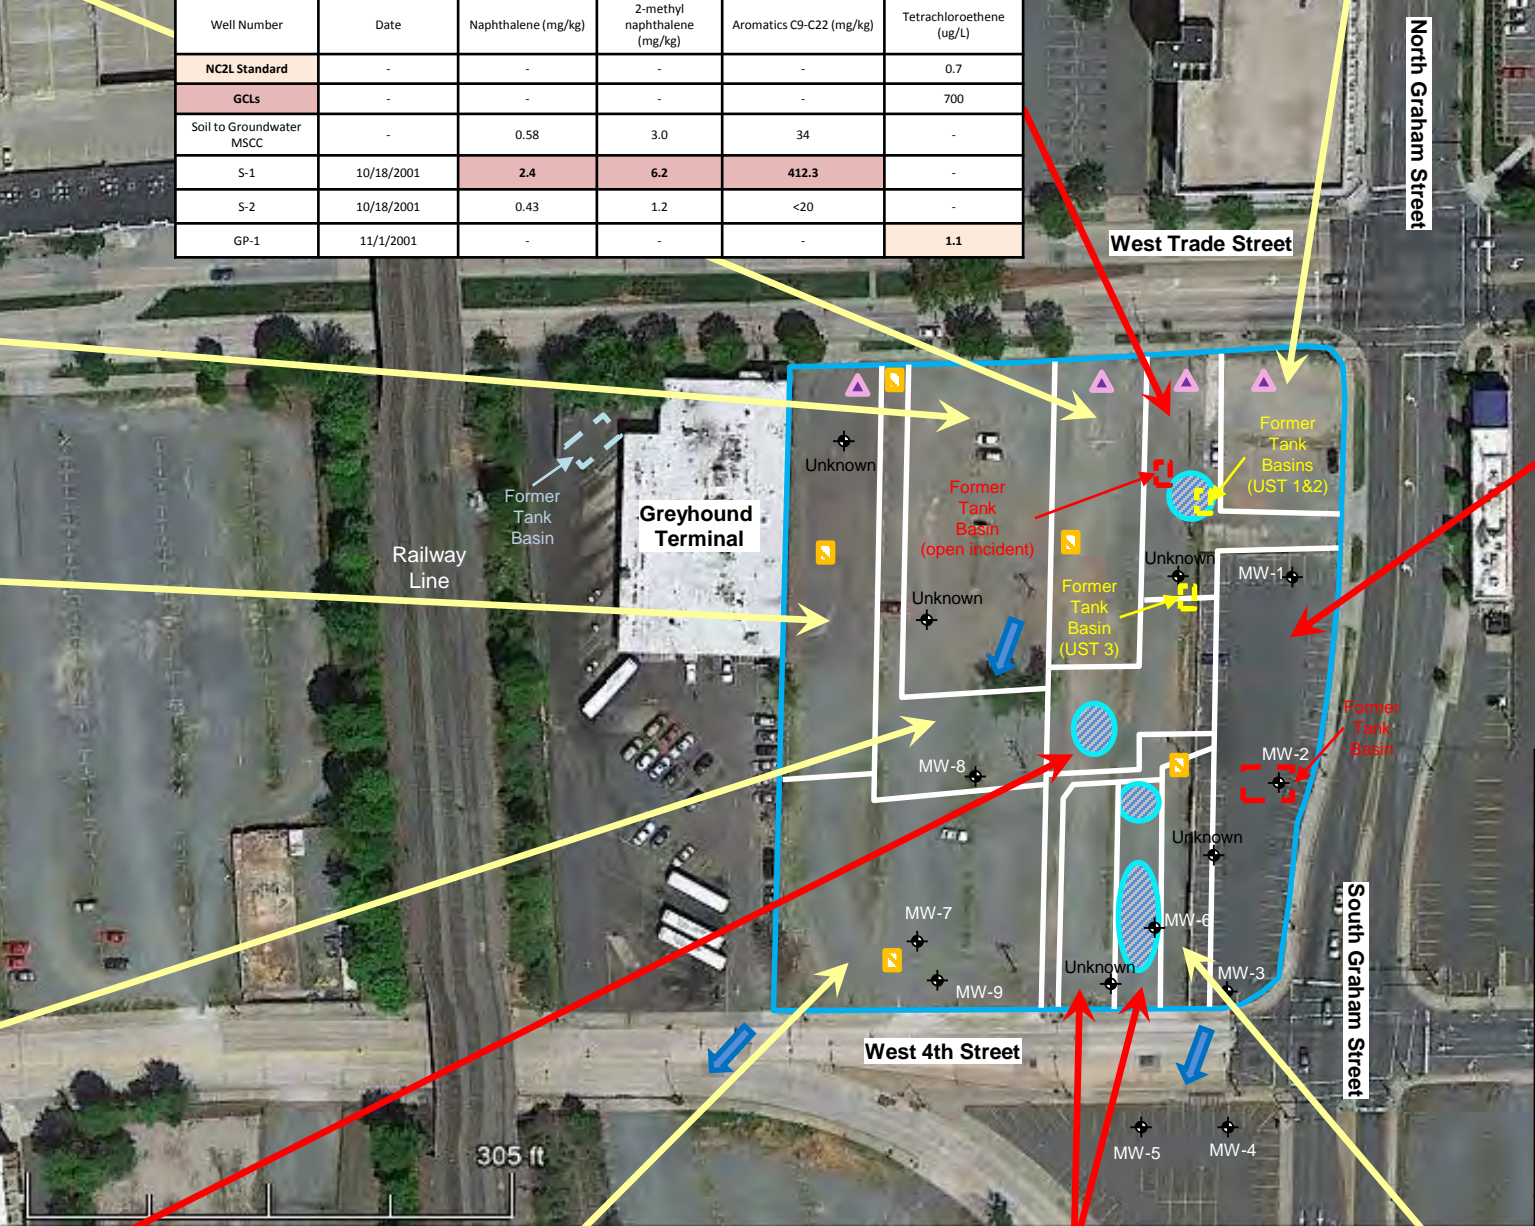 Well Number Date Naphthalene (mg/kg) 2-methyl naphthalene (mg/kg) Aromatics C9-C22 (mg/kg) Tetrachloroethene (ug/L)
NC2L Standard - - - - 0.7
GCLs - - - - 700
Soil to Groundwater MSCC - 0.58 3.0 34 -
S-1 10/18/2001 2.4 6.2 412.3 -
S-2 10/18/2001 0.43 1.2 <20 -
GP-1 11/1/2001 - - - 1.1
North Graham Street
West Trade Street
Former
Tank
Basins
(UST 1&2)
Unknown
Former
Tank
Basin
Greyhound
Terminal
Former
Tank
Basin
(open incident)
Railway
Line
Unknown
MW-1
Unknown
Former
Tank
Basin
(UST 3)
Former
Tank
Basin
MW-2
MW-8
Unknown
MW-7
MW-6
South Graham Street
Unknown
MW-3
MW-9
West 4th Street
MW-5
MW-4
305 ft